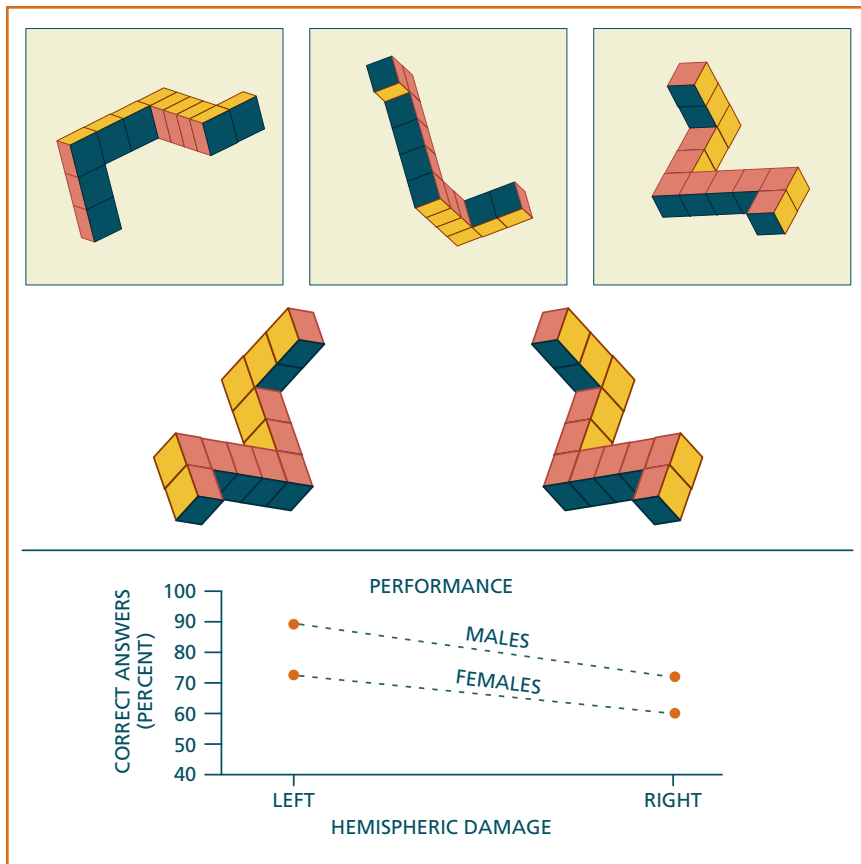 PERFORMANCE
CORRECT ANSWERS
(PERCENT)
100
90
80
70
60
50
40
MALES
FEMALES
LEFT
RIGHT
HEMISPHERIC DAMAGE